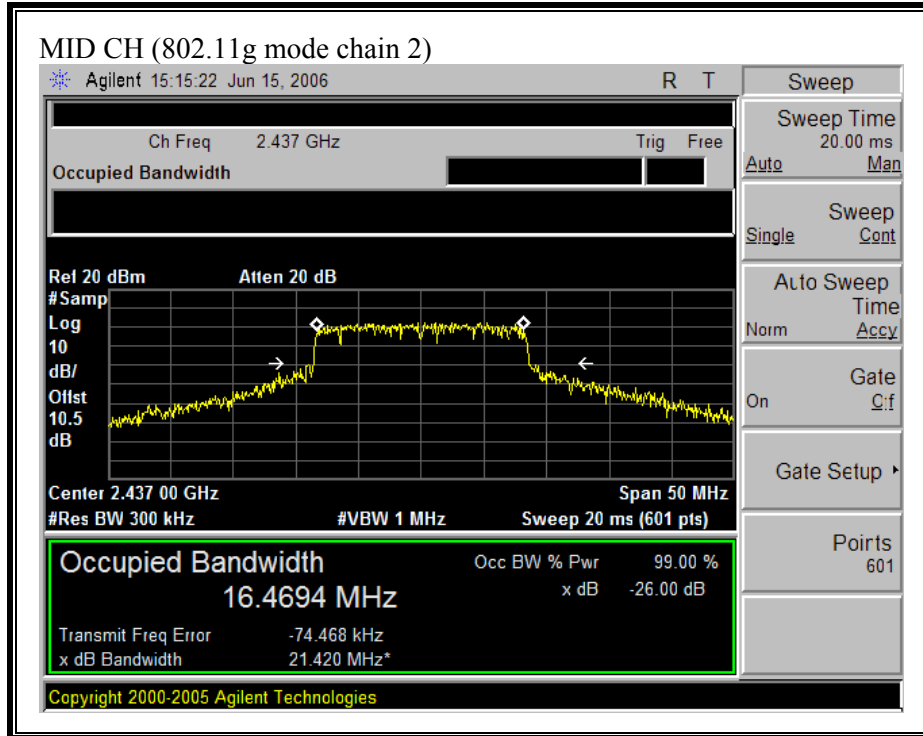 MID CH (802.11g mode chain 2)
Agilent 15:15:22 Jun 15, 2006 R T
Ch Freq 2.437 GHz Trig Free
Occupied Bandwidth
Ref 20 dBm Atten 20 dB
#Samp
Log
10
dB/
Offst
10.5
dB
Center 2.437 00 GHz Span 50 MHz
#Res BW 300 kHz #VBW 1 MHz Sweep 20 ms (601 pts)
Occupied Bandwidth Occ BW % Pwr 99.00 %
16.4694 MHz x dB -26.00 dB
Transmit Freq Error -74.468 kHz
x dB Bandwidth 21.420 MHz*
Copyright 2000-2005 Agilent Technologies
Sweep
Sweep Time
20.00 ms
Auto Man
Sweep
Single Cont
Auto Sweep
Time
Norm Accy
Gate
On Off
Gate Setup
Points
601